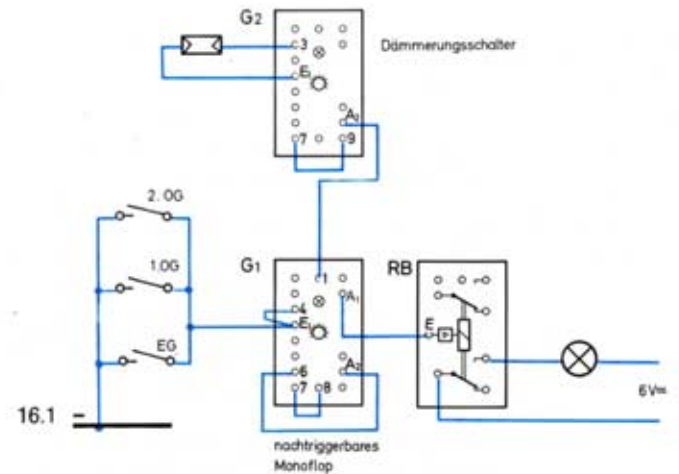 G2
3
Dämmerungsschalter
E1
A2
7
9
2.OG
1.OG
EG
G1
1
A1
4
E1
6
A2
7
8
RB
E
6V=
16.1
–
nachtriggerbares
Monoflop